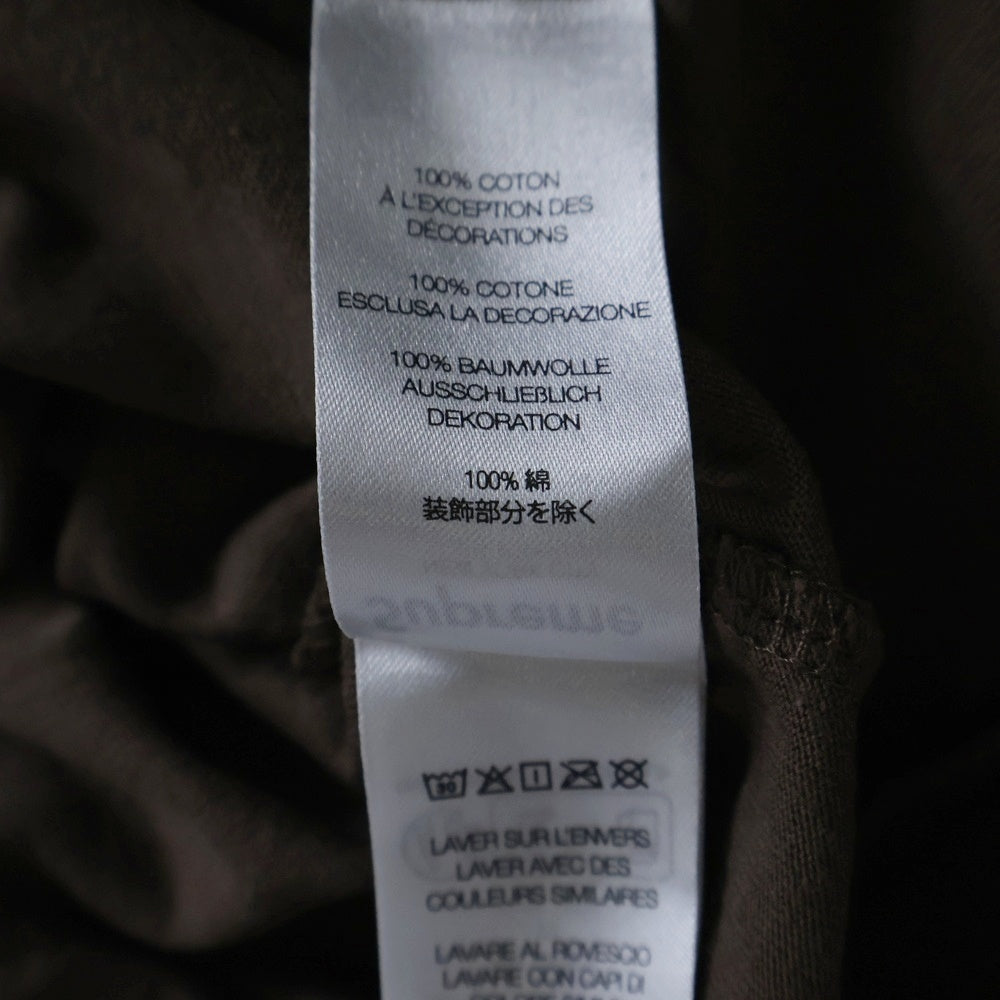 100% COTON
À L'EXCEPTION DES
DÉCORATIONS
100% COTONE
ESCLUSA LA DECORAZIONE
100% BAUMWOLLE
AUSSCHLIEßLICH
DEKORATION
100% 綿
装飾部分を除く
Supreme
30
LAVER SUR L'ENVERS
LAVER AVEC DES
COULEURS SIMILAIRES
LAVARE AL ROVESCIO
LAVARE CON CAPI DI